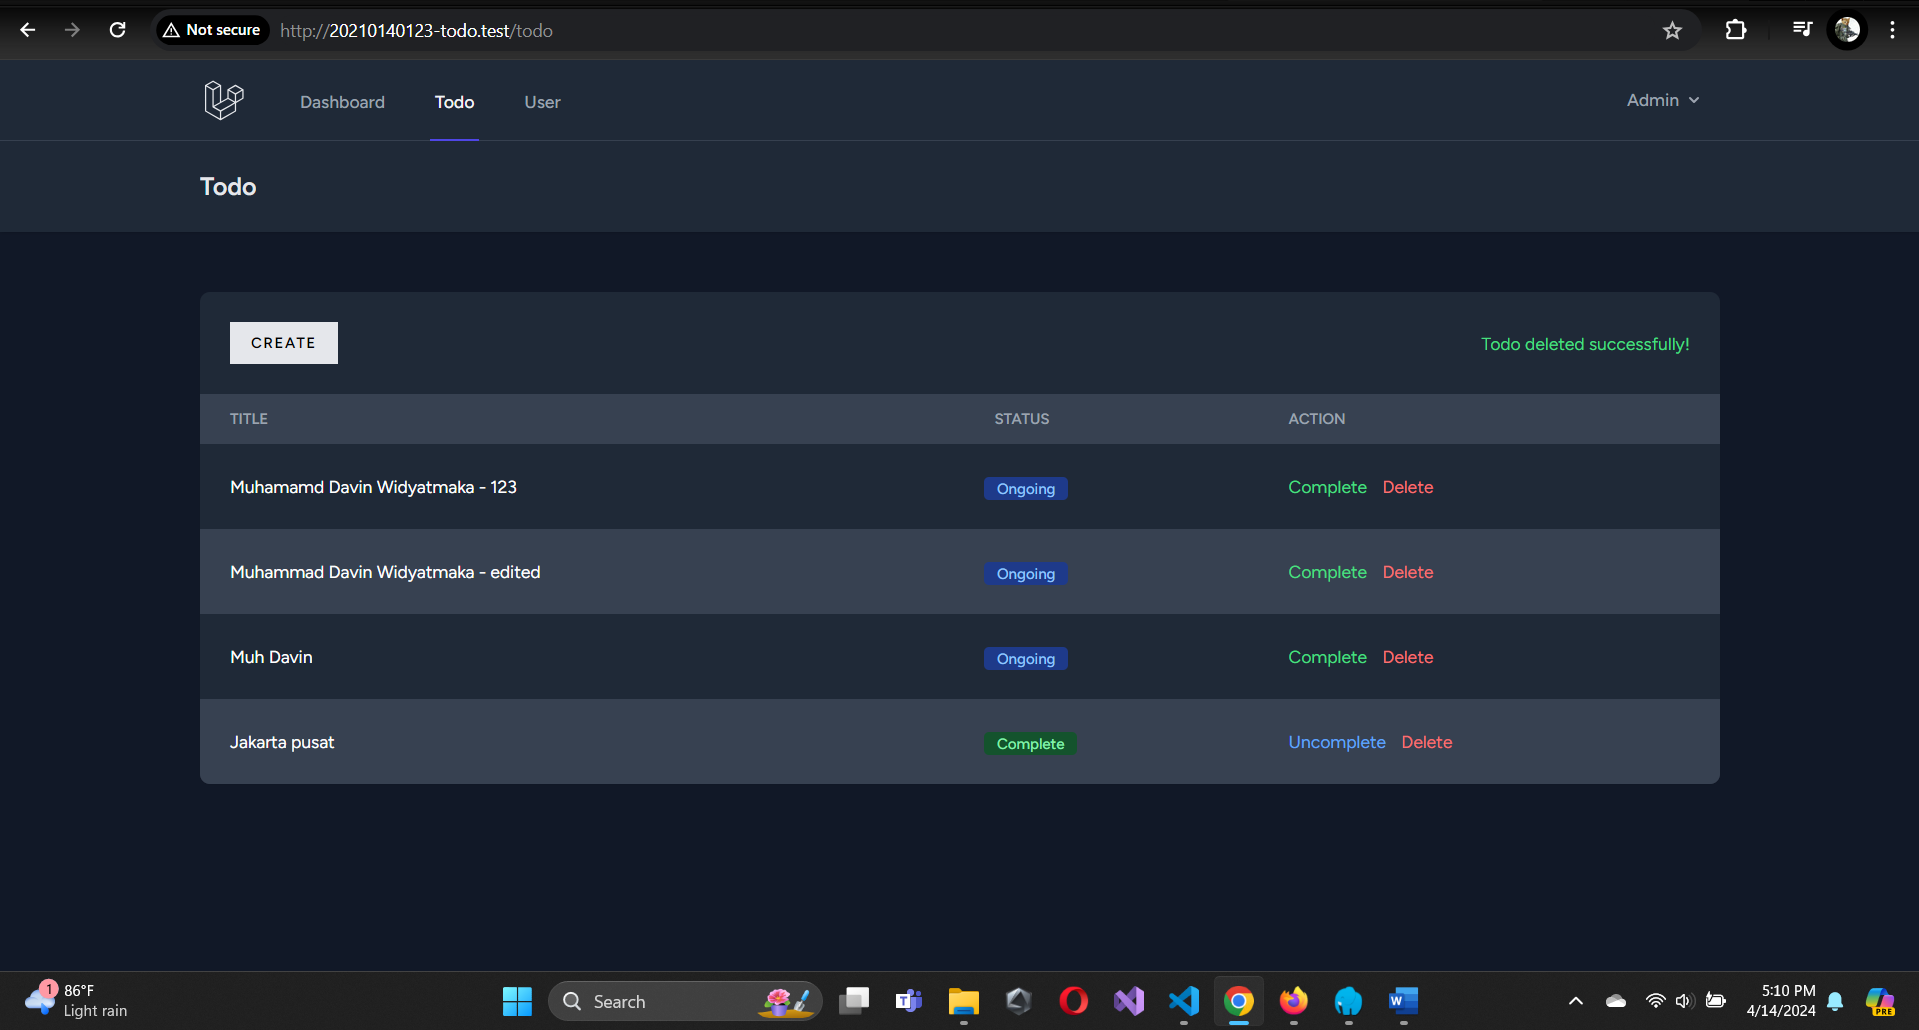 Not secure http://20210140123-todo.test/todo
Dashboard Todo User Admin
Todo
CREATE Todo deleted successfully!
TITLE STATUS ACTION
Muhamamd Davin Widyatmaka - 123 Ongoing Complete Delete
Muhammad Davin Widyatmaka - edited Ongoing Complete Delete
Muh Davin Ongoing Complete Delete
Jakarta pusat Complete Uncomplete Delete
1 86°F
Light rain
Search
T
W
5:10 PM
4/14/2024
PRE